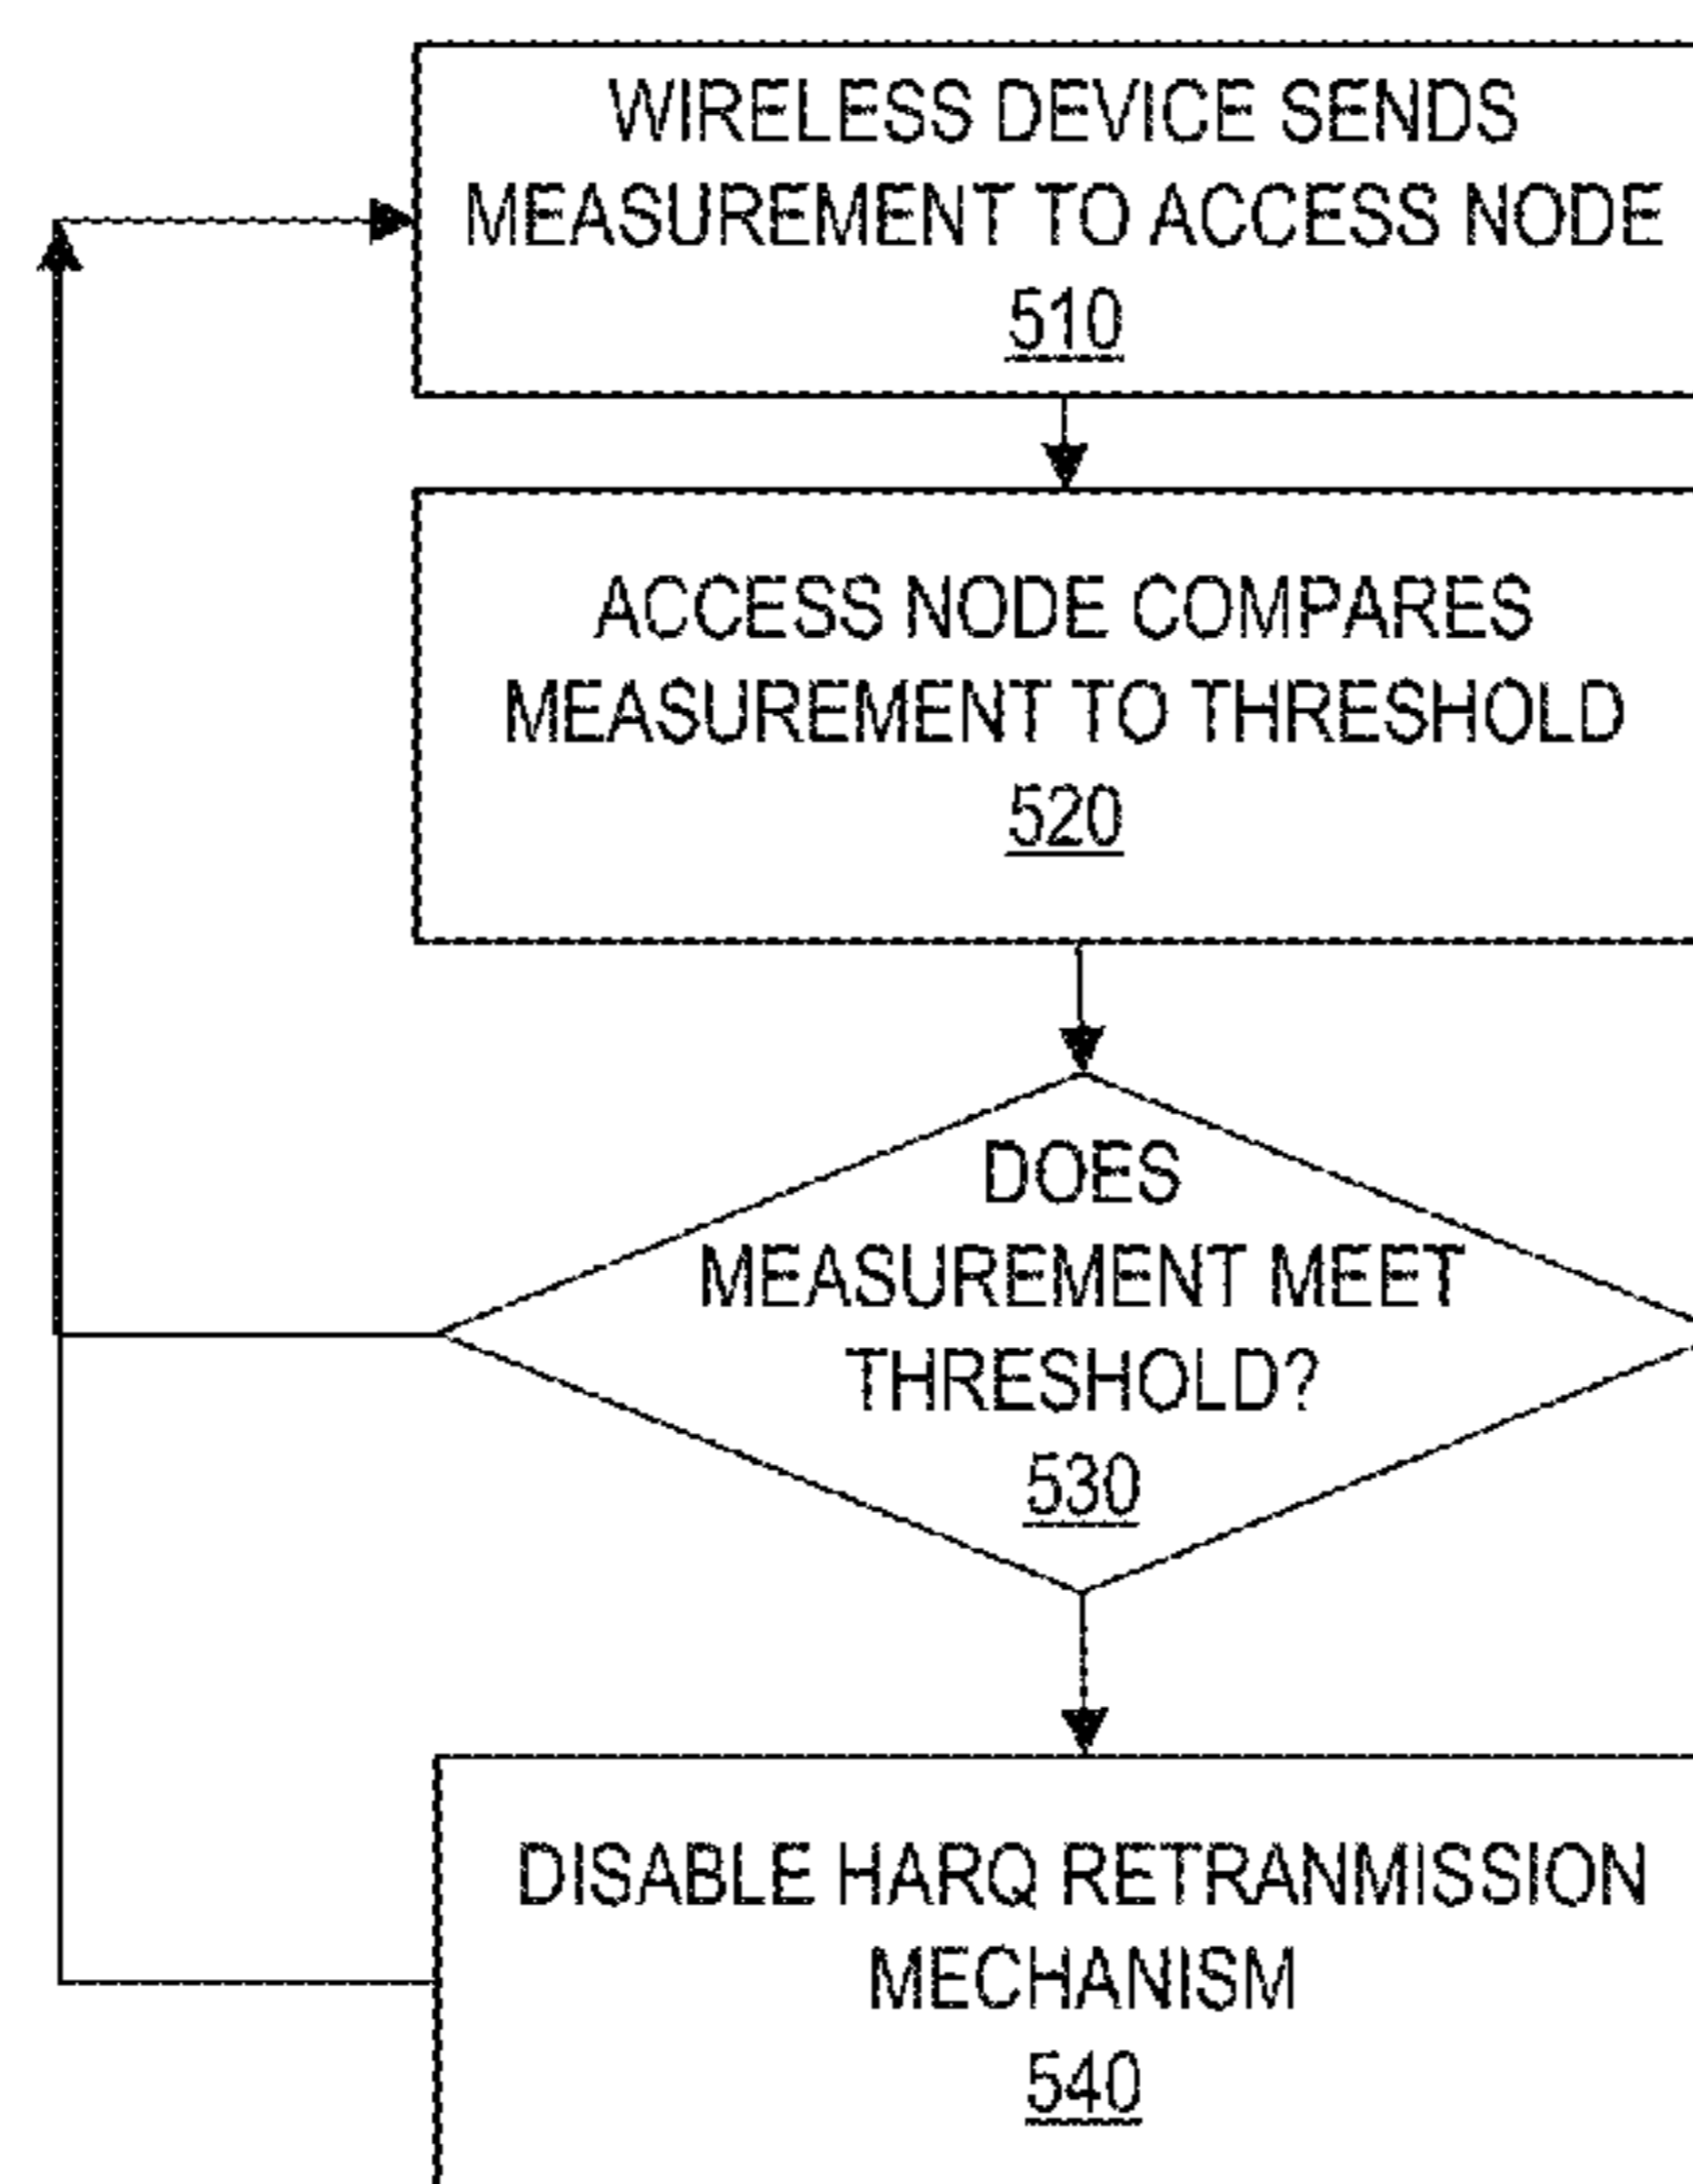 WIRELESS DEVICE SENDS
MEASUREMENT TO ACCESS NODE
510
ACCESS NODE COMPARES
MEASUREMENT TO THRESHOLD
520
DOES
MEASUREMENT MEET
THRESHOLD?
530
DISABLE HARQ RETRANMISSION
MECHANISM
540